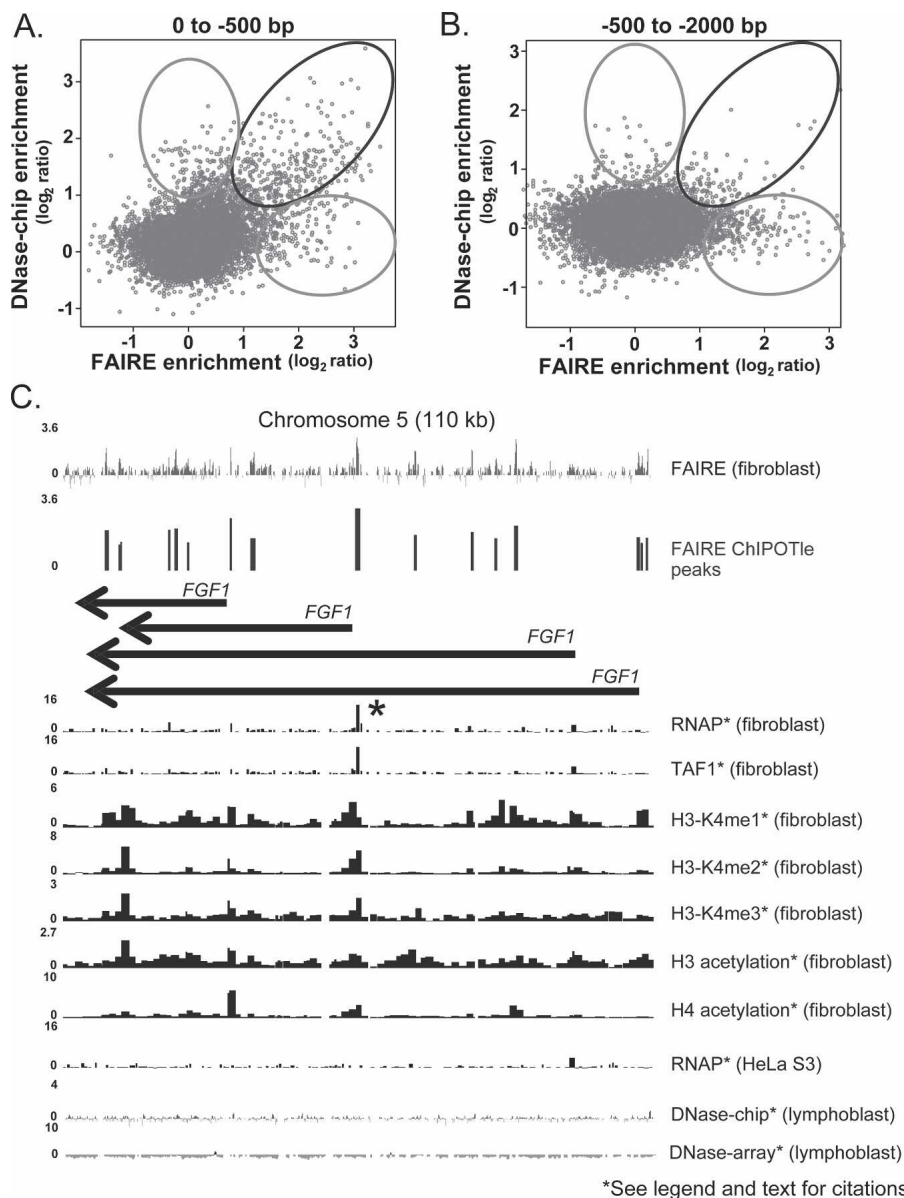 A.
0 to -500 bp
DNase-chip enrichment
(log2 ratio)
3
2
1
0
-1
-1 0 1 2 3
FAIRE enrichment (log2 ratio)
B.
-500 to -2000 bp
DNase-chip enrichment
(log2 ratio)
3
2
1
0
-1
-1 0 1 2 3
FAIRE enrichment (log2 ratio)
C.
Chromosome 5 (110 kb)
3.6
0
FAIRE (fibroblast)
3.6
0
FAIRE ChIPOTle
peaks
FGF1
FGF1
FGF1
FGF1
*
16
0
RNAP* (fibroblast)
16
0
TAF1* (fibroblast)
6
0
H3-K4me1* (fibroblast)
8
0
H3-K4me2* (fibroblast)
3
0
H3-K4me3* (fibroblast)
2.7
0
H3 acetylation* (fibroblast)
10
0
H4 acetylation* (fibroblast)
16
0
RNAP* (HeLa S3)
4
0
DNase-chip* (lymphoblast)
10
0
DNase-array* (lymphoblast)
*See legend and text for citations